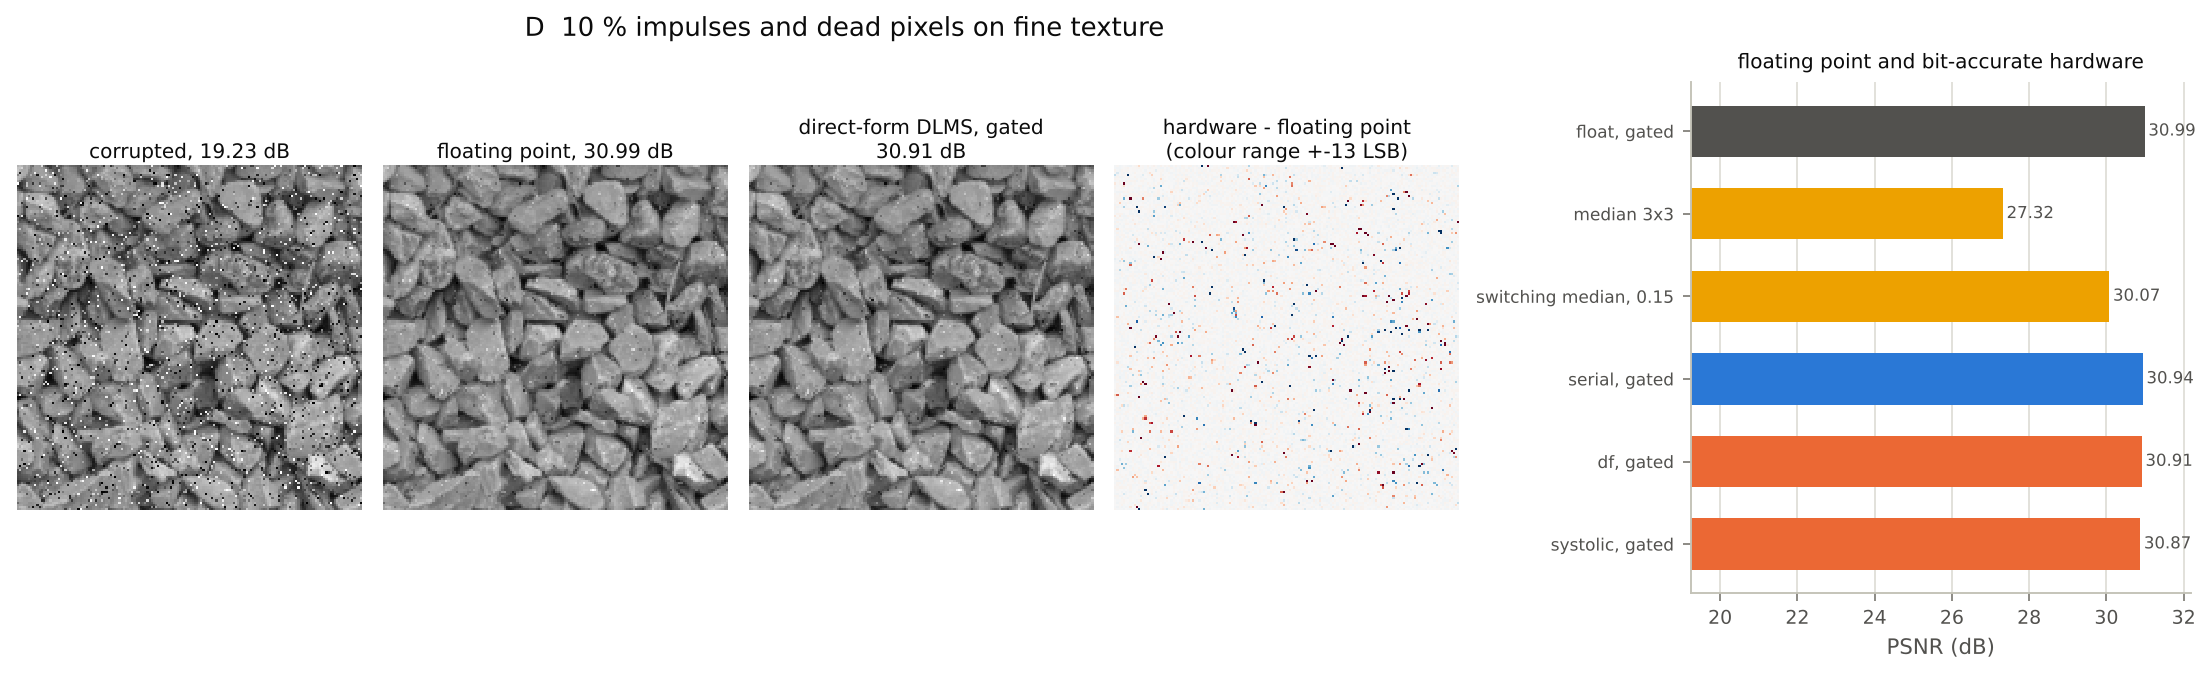 D  10 % impulses and dead pixels on fine texture
corrupted, 19.23 dB
floating point, 30.99 dB
direct-form DLMS, gated
30.91 dB
hardware - floating point
(colour range +-13 LSB)
floating point and bit-accurate hardware
float, gated
30.99
median 3x3
27.32
switching median, 0.15
30.07
serial, gated
30.94
df, gated
30.91
systolic, gated
30.87
20 22 24 26 28 30 32
PSNR (dB)